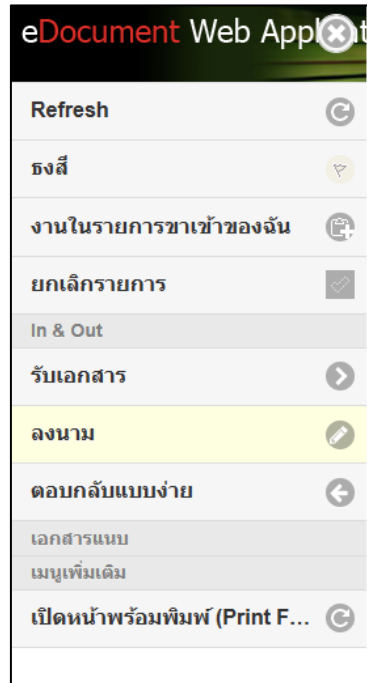 eDocument Web Appl
Refresh
ธงสี
งานในรายการขาเข้าของฉัน
ยกเลิกรายการ
In & Out
รับเอกสาร
ลงนาม
ตอบกลับแบบง่าย
เอกสารแนบ
เมนูเพิ่มเติม
เปิดหน้าพร้อมพิมพ์ (Print F...